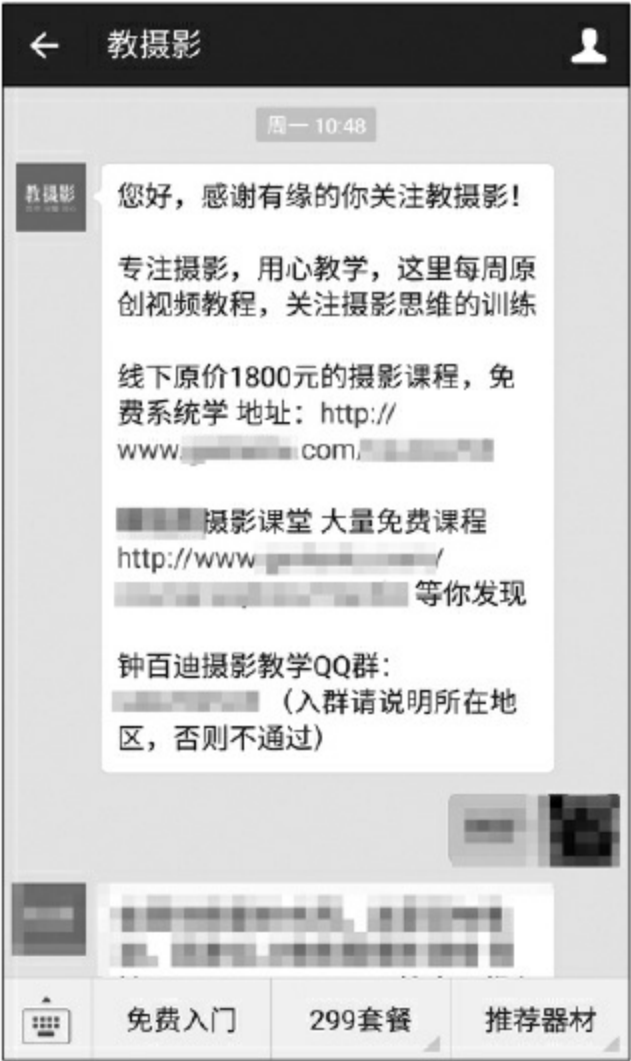 教摄影
周一 10:48
教摄影
您好，感谢有缘的你关注教摄影！
专注摄影，用心教学，这里每周原
创视频教程，关注摄影思维的训练
线下原价1800元的摄影课程，免
费系统学 地址：http://
www. .com/
摄影课堂 大量免费课程
http://www /
等你发现
钟百迪摄影教学QQ群：
（入群请说明所在地
区，否则不通过）
免费入门
299套餐
推荐器材